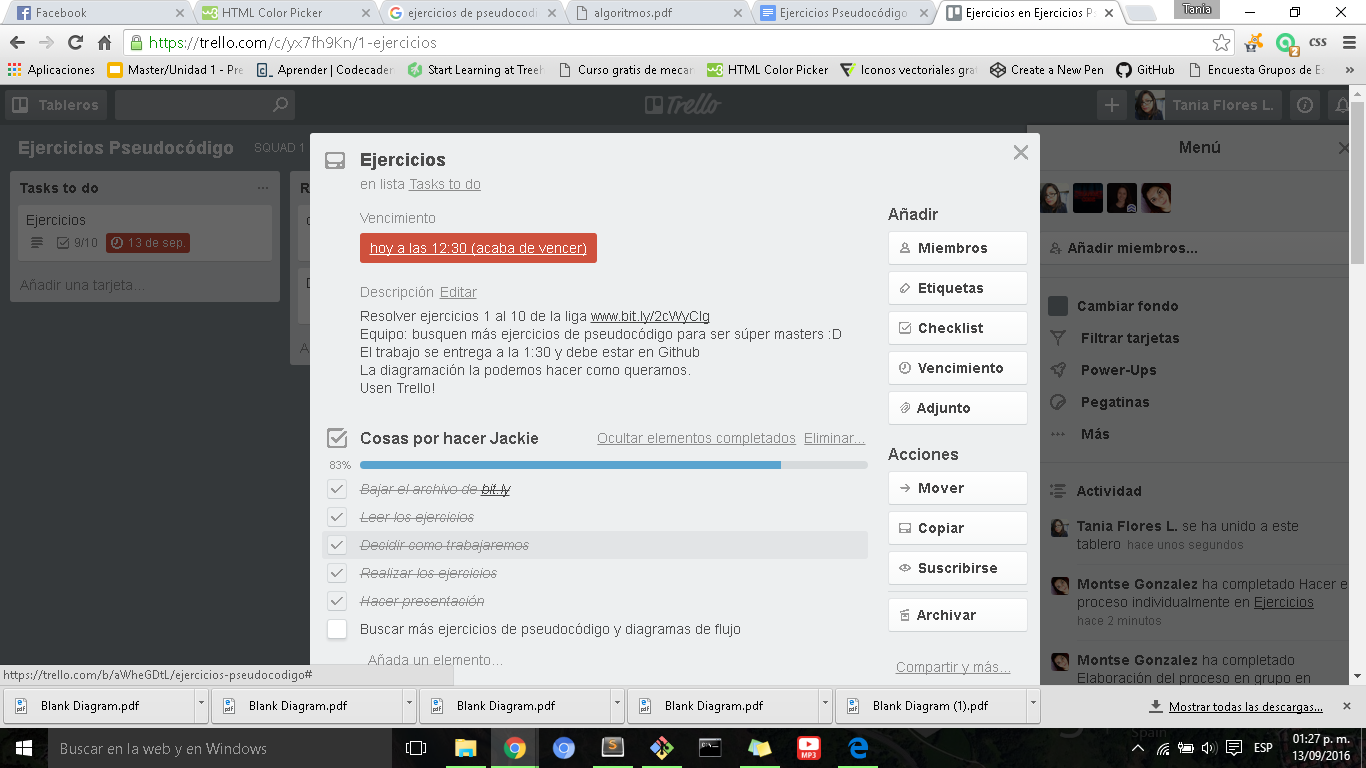 Facebook
HTML Color Picker
ejercicios de pseudocodi
algoritmos.pdf
Ejercicios Pseudocódigo
Ejercicios en Ejercicios P
Tania
https://trello.com/c/yx7fh9Kn/1-ejercicios
2
css
Aplicaciones
Master/Unidad 1 - Pre
Aprender | Codecader
Start Learning at Treeh
Curso gratis de mecan
HTML Color Picker
Iconos vectoriales grat
Create a New Pen
GitHub
Encuesta Grupos de Es
»
Tableros
Trello
Tania Flores L.
Ejercicios Pseudocódigo
SQUAD 1
Tasks to do
Ejercicios
9/10
13 de sep.
Añadir una tarjeta...
Ejercicios
en lista Tasks to do
Vencimiento
hoy a las 12:30 (acaba de vencer)
Descripción Editar
Resolver ejercicios 1 al 10 de la liga www.bit.ly/2cWyCIg
Equipo: busquen más ejercicios de pseudocódigo para ser súper masters :D
El trabajo se entrega a la 1:30 y debe estar en Github
La diagramación la podemos hacer como queramos.
Usen Trello!
Cosas por hacer Jackie
Ocultar elementos completados Eliminar...
83%
Bajar el archivo de bit.ly
Leer los ejercicios
Decidir como trabajaremos
Realizar los ejercicios
Hacer presentación
Buscar más ejercicios de pseudocódigo y diagramas de flujo
Añada un elemento...
Añadir
Miembros
Etiquetas
Checklist
Vencimiento
Adjunto
Acciones
Mover
Copiar
Suscribirse
Archivar
Compartir y más...
Menú
Añadir miembros...
Cambiar fondo
Filtrar tarjetas
Power-Ups
Pegatinas
Más
Actividad
Tania Flores L. se ha unido a este
tablero hace unos segundos
Montse Gonzalez ha completado Hacer e
proceso individualmente en Ejercicios
hace 2 minutos
Montse Gonzalez ha completado
Elaboración del proceso en grupo en
https://trello.com/b/aWheGDtL/ejercicios-pseudocodigo#
Blank Diagram.pdf
Blank Diagram.pdf
Blank Diagram.pdf
Blank Diagram.pdf
Blank Diagram (1).pdf
Mostrar todas las descargas...
Buscar en la web y en Windows
MP3
Spain
ESP
01:27 p. m.
13/09/2016